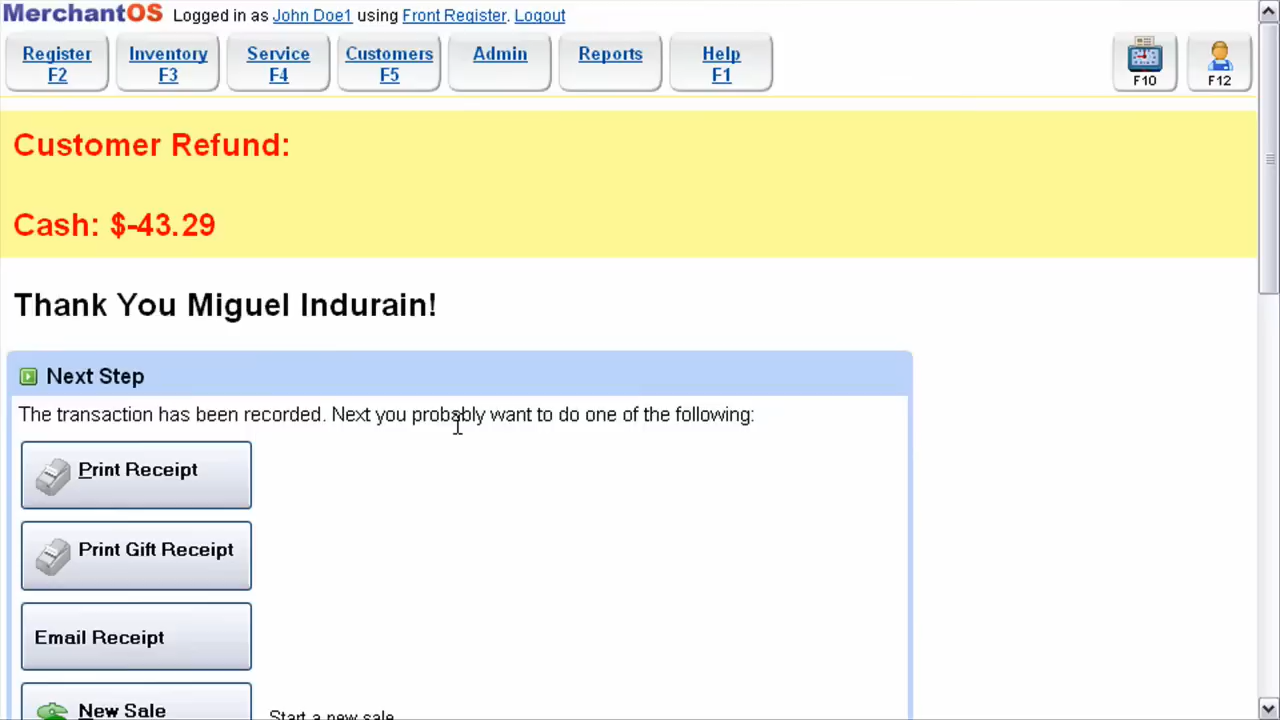 MerchantOS Logged in as John Doe1 using Front Register. Logout
Register F2
Inventory F3
Service F4
Customers F5
Admin
Reports
Help F1
F10
F12
Customer Refund:
Cash: $-43.29
Thank You Miguel Indurain!
Next Step
The transaction has been recorded. Next you probably want to do one of the following:
Print Receipt
Print Gift Receipt
Email Receipt
New Sale
Start a new sale